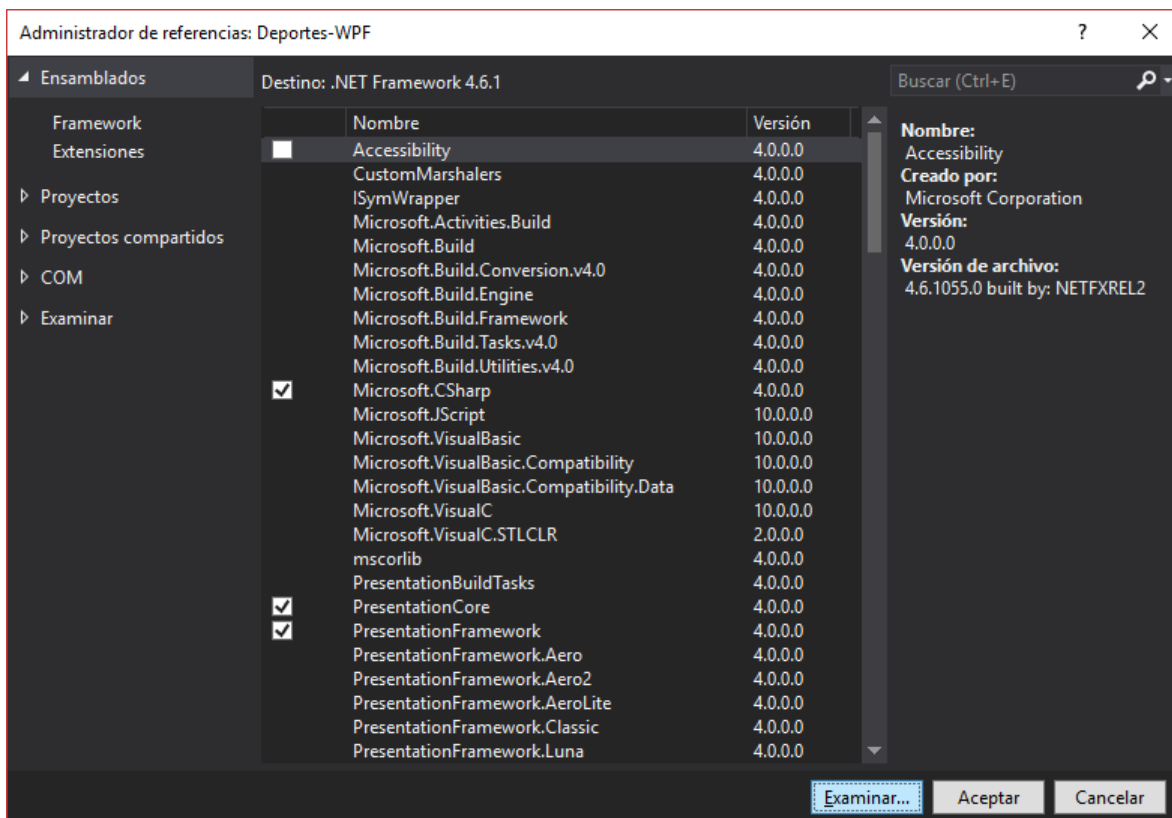 Administrador de referencias: Deportes-WPF
?
Ensamblados
Framework
Extensiones
Proyectos
Proyectos compartidos
COM
Examinar
Destino: .NET Framework 4.6.1
Nombre Versión
Accessibility 4.0.0.0
CustomMarshalers 4.0.0.0
ISymWrapper 4.0.0.0
Microsoft.Activities.Build 4.0.0.0
Microsoft.Build 4.0.0.0
Microsoft.Build.Conversion.v4.0 4.0.0.0
Microsoft.Build.Engine 4.0.0.0
Microsoft.Build.Framework 4.0.0.0
Microsoft.Build.Tasks.v4.0 4.0.0.0
Microsoft.Build.Utilities.v4.0 4.0.0.0
Microsoft.CSharp 4.0.0.0
Microsoft.JScript 10.0.0.0
Microsoft.VisualBasic 10.0.0.0
Microsoft.VisualBasic.Compatibility 10.0.0.0
Microsoft.VisualBasic.Compatibility.Data 10.0.0.0
Microsoft.VisualC 10.0.0.0
Microsoft.VisualC.STLCLR 2.0.0.0
mscorlib 4.0.0.0
PresentationBuildTasks 4.0.0.0
PresentationCore 4.0.0.0
PresentationFramework 4.0.0.0
PresentationFramework.Aero 4.0.0.0
PresentationFramework.Aero2 4.0.0.0
PresentationFramework.AeroLite 4.0.0.0
PresentationFramework.Classic 4.0.0.0
PresentationFramework.Luna 4.0.0.0
Buscar (Ctrl+E)
Nombre:
Accessibility
Creado por:
Microsoft Corporation
Versión:
4.0.0.0
Versión de archivo:
4.6.1055.0 built by: NETFXREL2
Examinar...
Aceptar
Cancelar